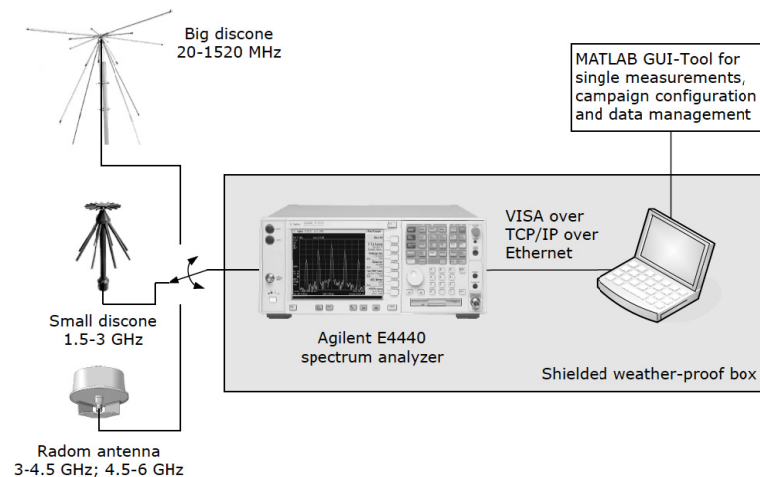 Big discone
20-1520 MHz
MATLAB GUI-Tool for
single measurements,
campaign configuration
and data management
VISA over
TCP/IP over
Ethernet
Small discone
1.5-3 GHz
Agilent E4440
spectrum analyzer
Shielded weather-proof box
Radom antenna
3-4.5 GHz; 4.5-6 GHz